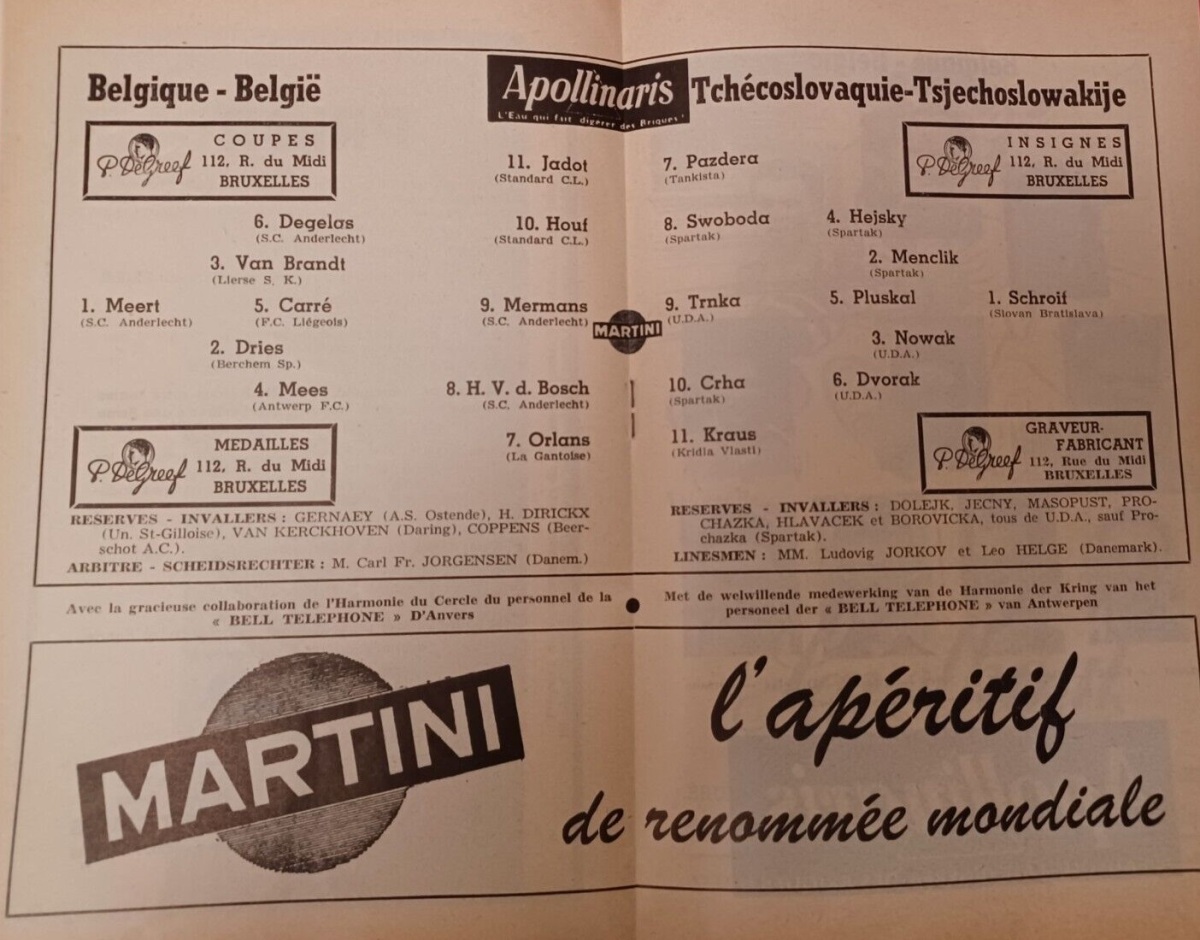 Belgique - België
Apollinaris
L'Eau qui fait digérer des Briques!
Tchécoslovaquie-Tsjechoslowakije
P. DeGreef
COUPES
112, R. du Midi
BRUXELLES
11. Jadot
(Standard C.L.)
6. Degelas
(S.C. Anderlecht)
10. Houf
(Standard C.L.)
3. Van Brandt
(Lierse S. K.)
1. Meert
(S.C. Anderlecht)
5. Carré
(F.C. Liégeois)
9. Mermans
(S.C. Anderlecht)
2. Dries
(Berchem Sp.)
4. Mees
(Antwerp F.C.)
8. H. V. d. Bosch
(S.C. Anderlecht)
7. Orlans
(La Gantoise)
P. DeGreef
MEDAILLES
112, R. du Midi
BRUXELLES
RESERVES - INVALLERS : GERNAEY (A.S. Ostende), H. DIRICKX
(Un. St-Gilloise), VAN KERCKHOVEN (Daring), COPPENS (Beer-
schot A.C.).
ARBITRE - SCHEIDSRECHTER : M. Carl Fr. JORGENSEN (Danem.)
MARTINI
7. Pazdera
(Tankista)
P. DeGreef
INSIGNES
112, R. du Midi
BRUXELLES
8. Swoboda
(Spartak)
4. Hejsky
(Spartak)
2. Menclik
(Spartak)
9. Trnka
(U.D.A.)
5. Pluskal
1. Schroif
(Slovan Bratislava)
3. Nowak
(U.D.A.)
10. Crha
(Spartak)
6. Dvorak
(U.D.A.)
11. Kraus
(Kridla Vlasti)
P. DeGreef
GRAVEUR-
FABRICANT
112, Rue du Midi
BRUXELLES
RESERVES - INVALLERS : DOLEJK, JECNY, MASOPUST, PRO-
CHAZKA, HLAVACEK et BOROVICKA, tous de U.D.A., sauf Pro-
chazka (Spartak).
LINESMEN : MM. Ludovig JORKOV et Leo HELGE (Danemark).
Avec la gracieuse collaboration de l'Harmonie du Cercle du personnel de la
« BELL TELEPHONE » D'Anvers
Met de welwillende medewerking van de Harmonie der Kring van het
personeel der « BELL TELEPHONE » van Antwerpen
MARTINI
l'apéritif
de renommée mondiale